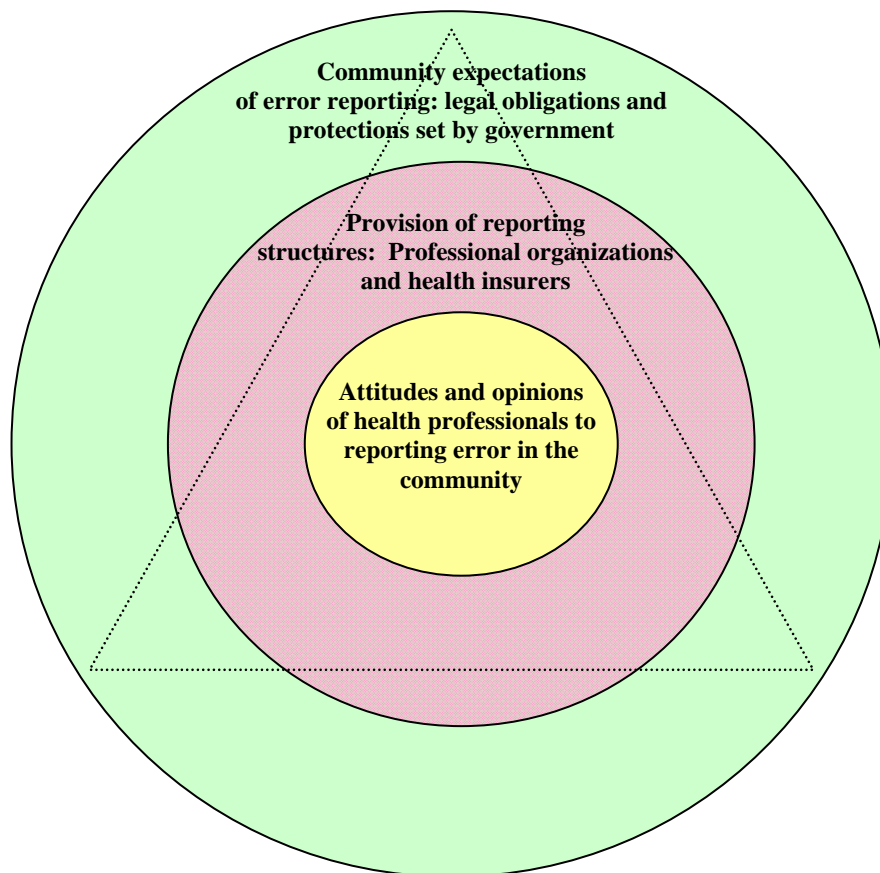 Community expectations
of error reporting: legal obligations and
protections set by government
Provision of reporting
structures:  Professional organizations
and health insurers
Attitudes and opinions
of health professionals to
reporting error in the
community